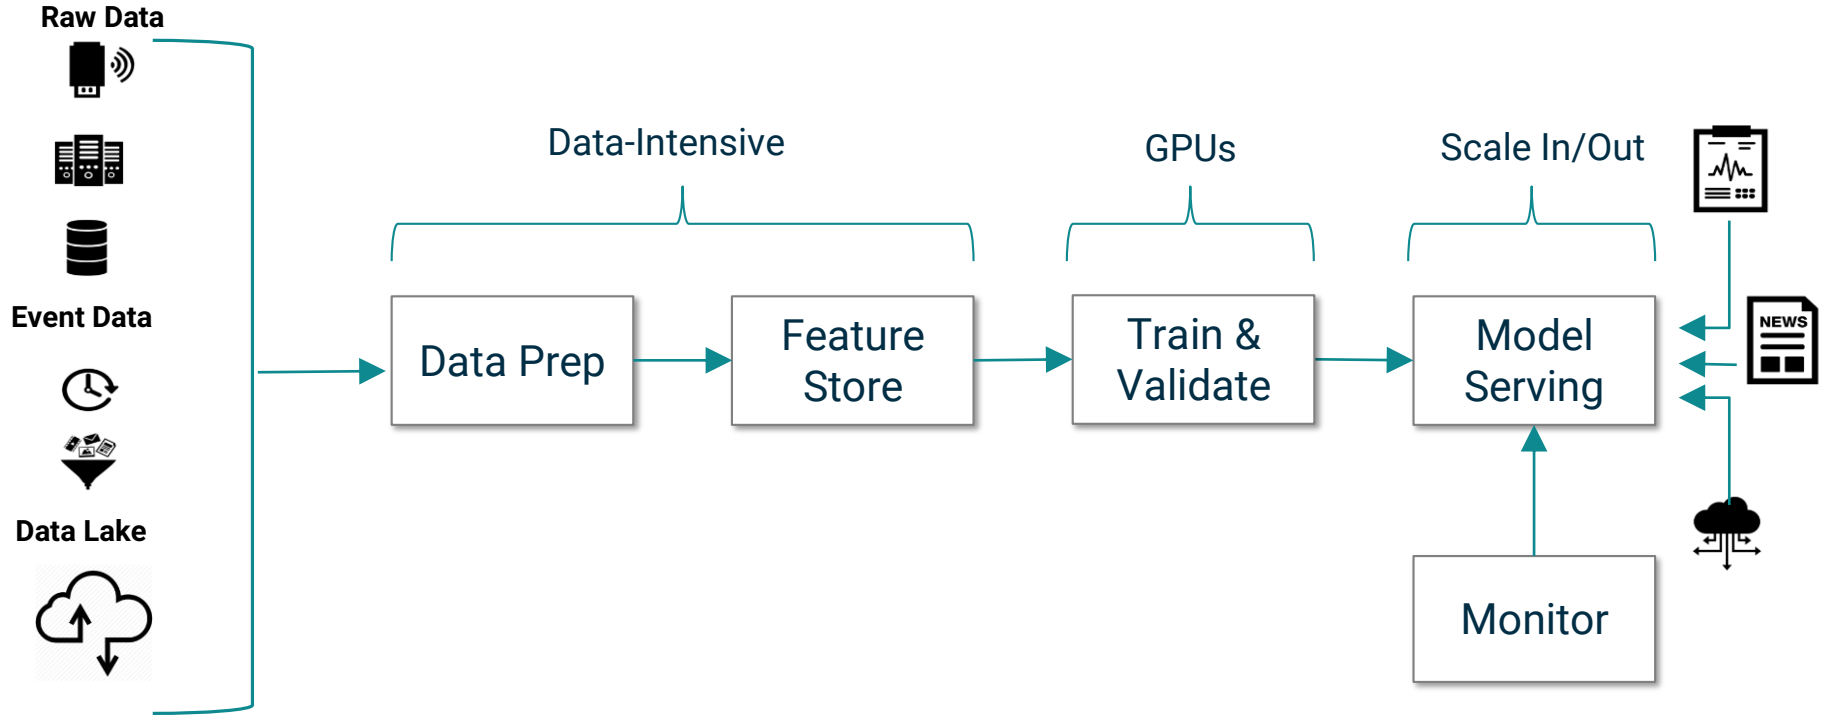 Raw Data
Event Data
Data Lake
Data-Intensive
GPUs
Scale In/Out
Data Prep
Feature
Store
Train &
Validate
Model
Serving
Monitor
NEWS